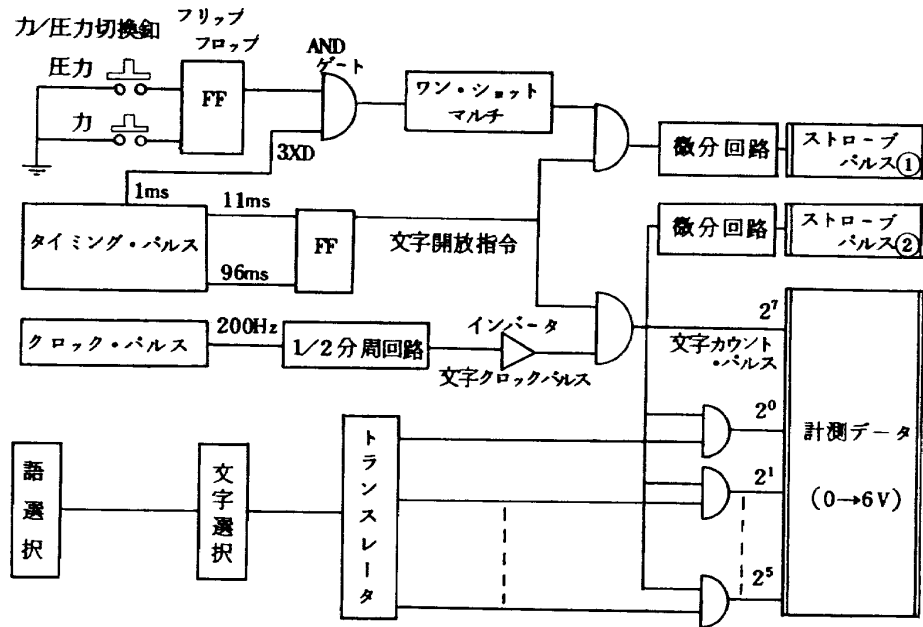 力/圧力切換釦
フリップ
フロップ
圧力
力
FF
AND
ゲート
3XD
ワン・ショット
マルチ
微分回路
ストローブ
パルス①
1ms
タイミング・パルス
11ms
96ms
FF
文字開放指令
微分回路
ストローブ
パルス②
クロック・パルス
200Hz
1/2分周回路
インバータ
文字クロックパルス
2⁷
文字カウント
・パルス
語選択
文字選択
トランスレータ
2⁰
2¹
2⁵
計測データ
(0→6V)